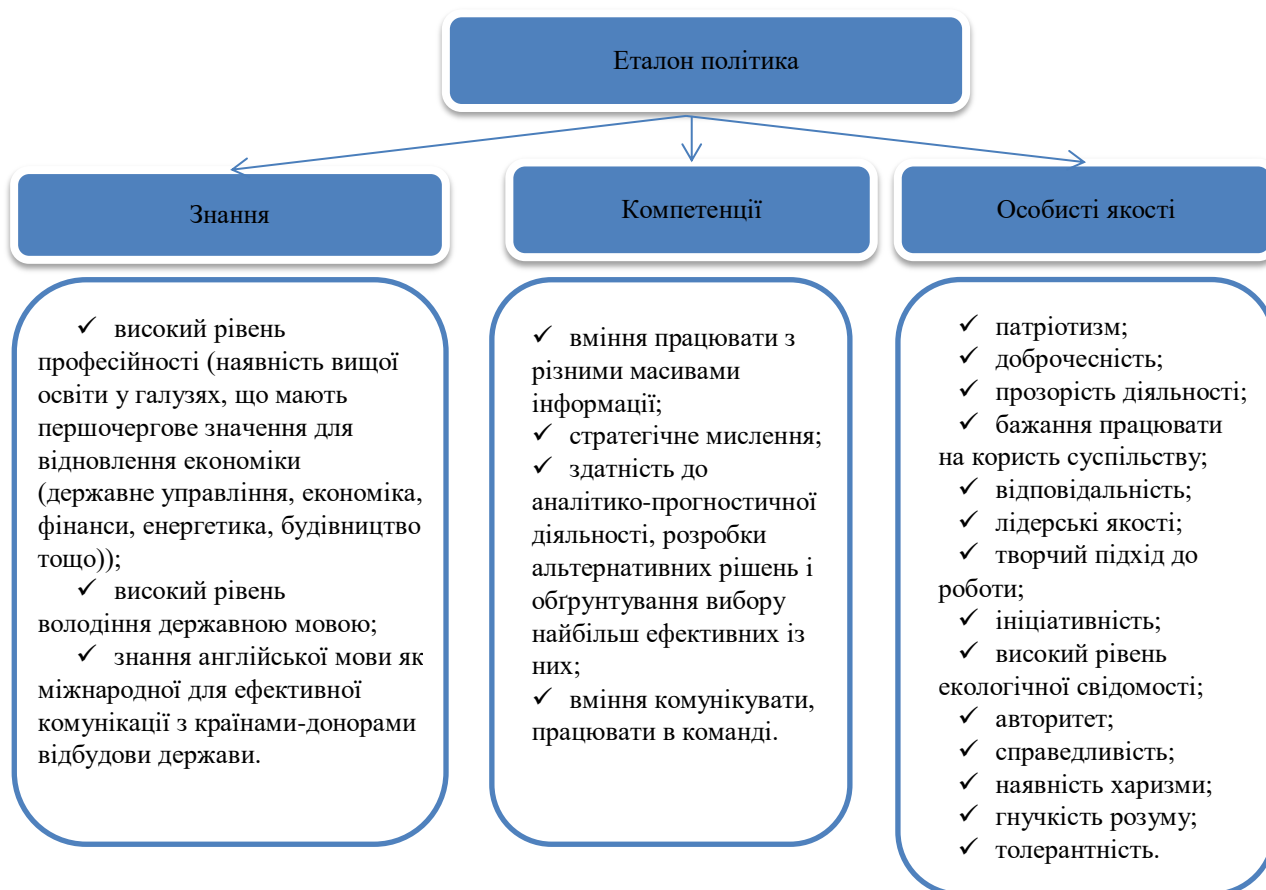 Еталон політика
Знання
Компетенції
Особисті якості
✓ високий рівень
професійності (наявність вищої
освіти у галузях, що мають
першочергове значення для
відновлення економіки
(державне управління, економіка,
фінанси, енергетика, будівництво
тощо));
✓ високий рівень
володіння державною мовою;
✓ знання англійської мови як
міжнародної для ефективної
комунікації з країнами-донорами
відбудови держави.
✓ вміння працювати з
різними масивами
інформації;
✓ стратегічне мислення;
✓ здатність до
аналітико-прогностичної
діяльності, розробки
альтернативних рішень і
обґрунтування вибору
найбільш ефективних із
них;
✓ вміння комунікувати,
працювати в команді.
✓ патріотизм;
✓ доброчесність;
✓ прозорість діяльності;
✓ бажання працювати
на користь суспільству;
✓ відповідальність;
✓ лідерські якості;
✓ творчий підхід до
роботи;
✓ ініціативність;
✓ високий рівень
екологічної свідомості;
✓ авторитет;
✓ справедливість;
✓ наявність харизми;
✓ гнучкість розуму;
✓ толерантність.